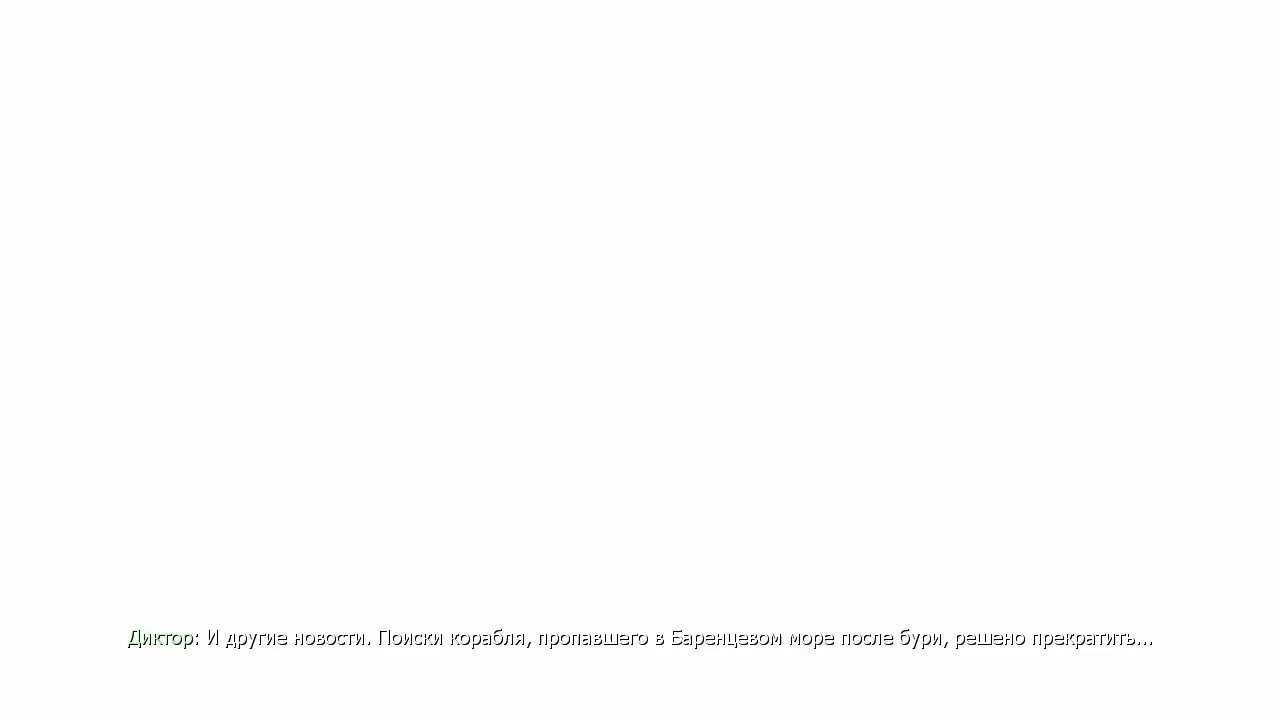 Диктор: И другие новости. Поиски корабля, пропавшего в Баренцевом море после бури, решено прекратить...